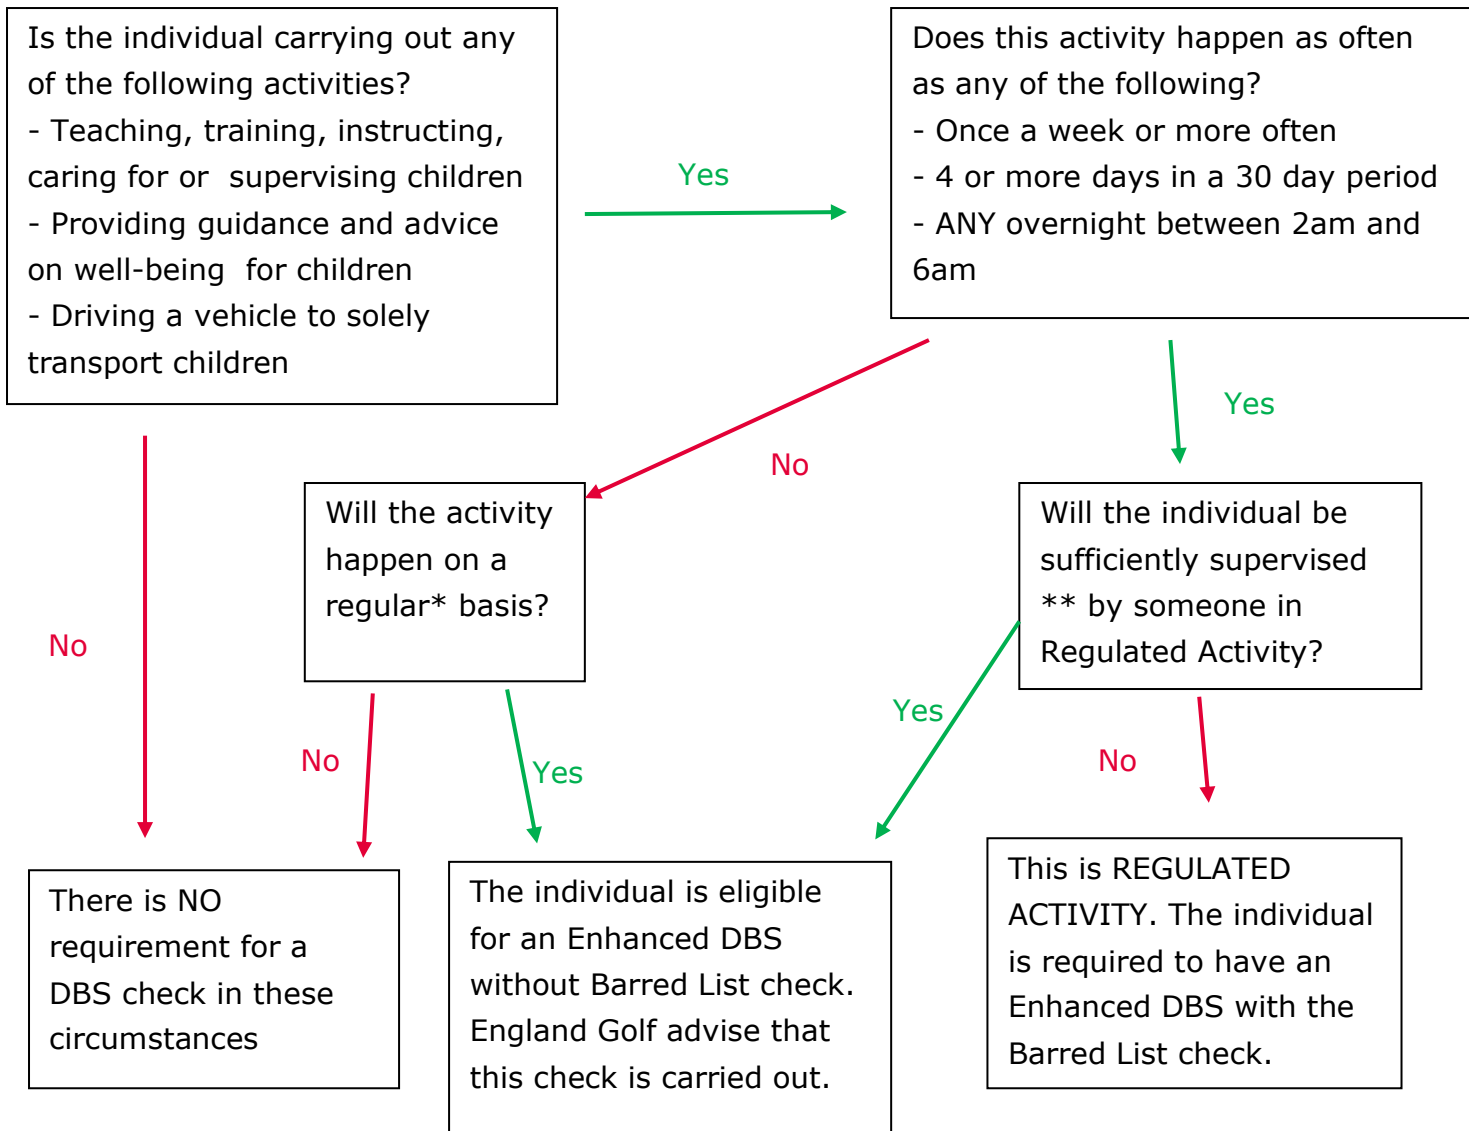 Is the individual carrying out any
of the following activities?
- Teaching, training, instructing,
caring for or  supervising children
- Providing guidance and advice
on well-being  for children
- Driving a vehicle to solely
transport children
Yes
Does this activity happen as often
as any of the following?
- Once a week or more often
- 4 or more days in a 30 day period
- ANY overnight between 2am and
6am
No
Yes
Will the activity
happen on a
regular* basis?
Will the individual be
sufficiently supervised
** by someone in
Regulated Activity?
No
No
Yes
Yes
No
There is NO
requirement for a
DBS check in these
circumstances
The individual is eligible
for an Enhanced DBS
without Barred List check.
England Golf advise that
this check is carried out.
This is REGULATED
ACTIVITY. The individual
is required to have an
Enhanced DBS with the
Barred List check.